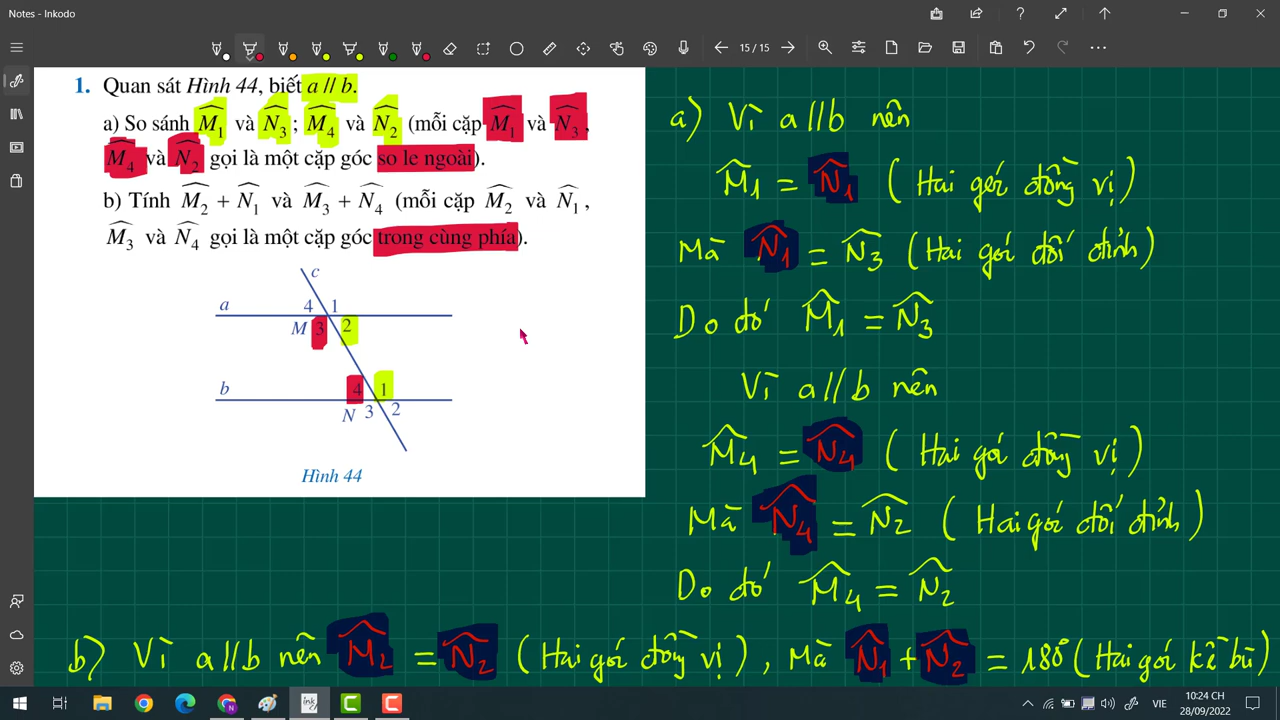 Notes - Inkodo
15/15
1. Quan sát Hình 44, biết a // b.
a) So sánh M̂₁ và N̂₃ ; M̂₄ và N̂₂ (mỗi cặp M̂₁ và N̂₃ ,
M̂₄ và N̂₂ gọi là một cặp góc so le ngoài).
b) Tính M̂₂ + N̂₁ và M̂₃ + N̂₄ (mỗi cặp M̂₂ và N̂₁ ,
M̂₃ và N̂₄ gọi là một cặp góc trong cùng phía).
c
a 4 1
M 3 2
b 4 1
N 3 2
Hình 44
a) Vì a//b nên
M̂₁ = N̂₁ (Hai góc đồng vị)
Mà N̂₁ = N̂₃ (Hai góc đối đỉnh)
Do đó M̂₁ = N̂₃
Vì a//b nên
M̂₄ = N̂₄ (Hai góc đồng vị)
Mà N̂₄ = N̂₂ (Hai góc đối đỉnh)
Do đó M̂₄ = N̂₂
b) Vì a//b nên M̂₂ = N̂₂ (Hai góc đồng vị), Mà N̂₁ + N̂₂ = 180° (Hai góc kề bù)
VIE
10:24 CH
28/09/2022